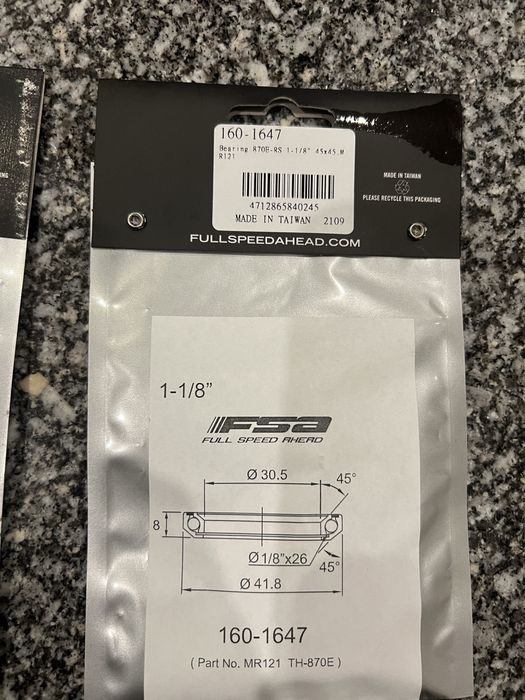 160-1647
Bearing 870E-RS 1-1/8" 45x45,M
R121
4712865840245
MADE IN TAIWAN 2109
MADE IN TAIWAN
PLEASE RECYCLE THIS PACKAGING
FULLSPEEDAHEAD.COM
1-1/8”
FSA
FULL SPEED AHEAD
Ø 30.5
45°
8
Ø1/8"x26
45°
Ø 41.8
160-1647
( Part No. MR121 TH-870E )